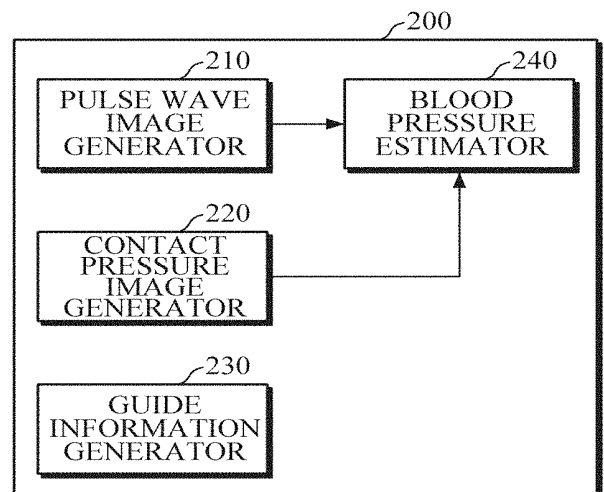 200
210
PULSE WAVE
IMAGE
GENERATOR
240
BLOOD
PRESSURE
ESTIMATOR
220
CONTACT
PRESSURE
IMAGE
GENERATOR
230
GUIDE
INFORMATION
GENERATOR